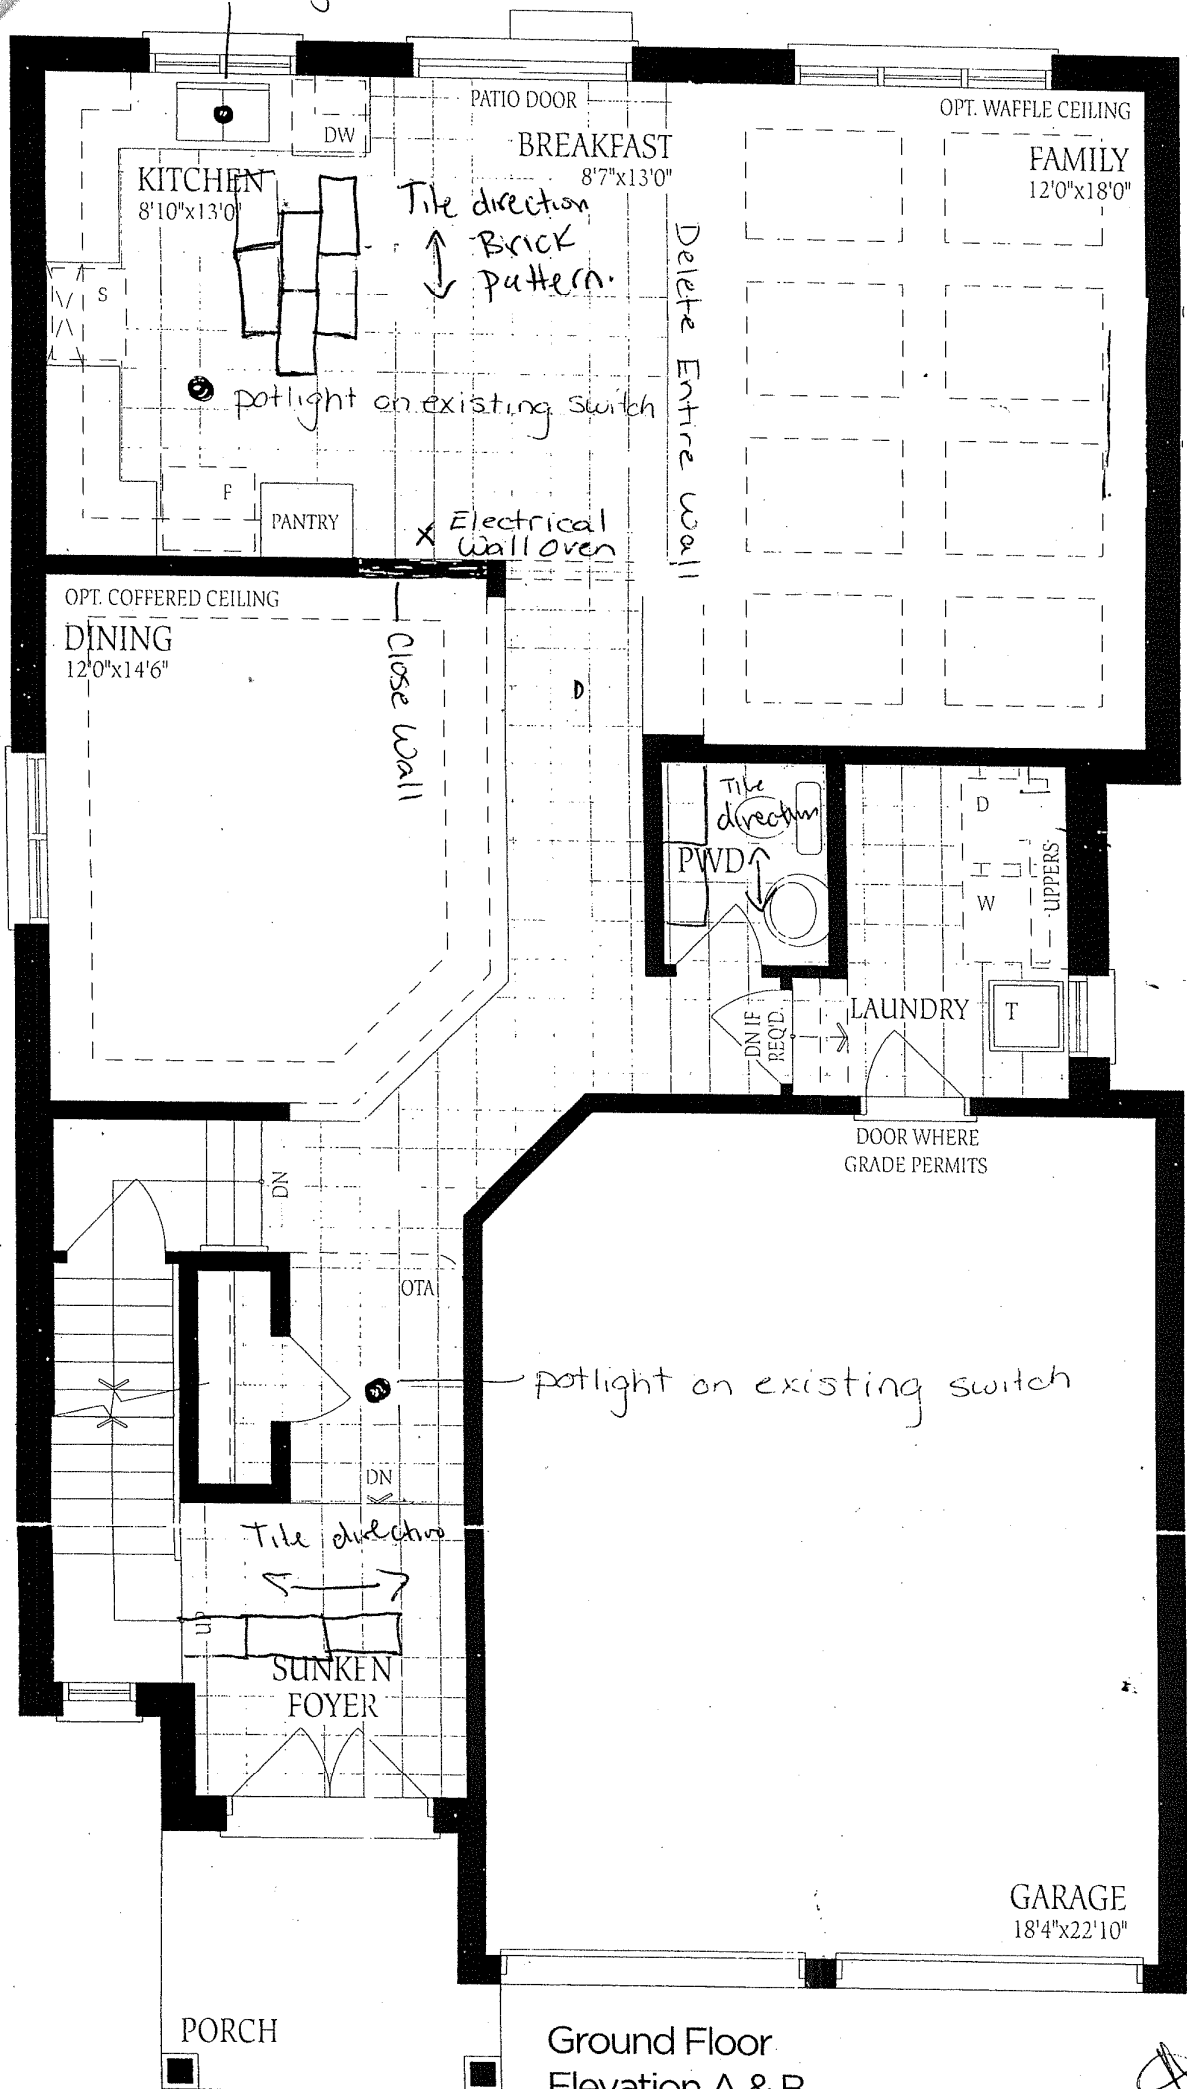 PATIO DOOR
OPT. WAFFLE CEILING
DW
BREAKFAST
8'7"x13'0"
FAMILY
12'0"x18'0"
KITCHEN
8'10"x13'0"
Tile direction
Brick
pattern.
Delete Entire Wall
S
potlight on existing switch
F
PANTRY
X Electrical
Wall Oven
OPT. COFFERED CEILING
DINING
12'0"x14'6"
Close Wall
D
Tile
direction
PWD
D
W
UPPERS
LAUNDRY
T
DN IF
REQ'D.
DOOR WHERE
GRADE PERMITS
DN
OTA
potlight on existing switch
DN
Tile direction
UP
SUNKEN
FOYER
GARAGE
18'4"x22'10"
PORCH
Ground Floor
Elevation A & B